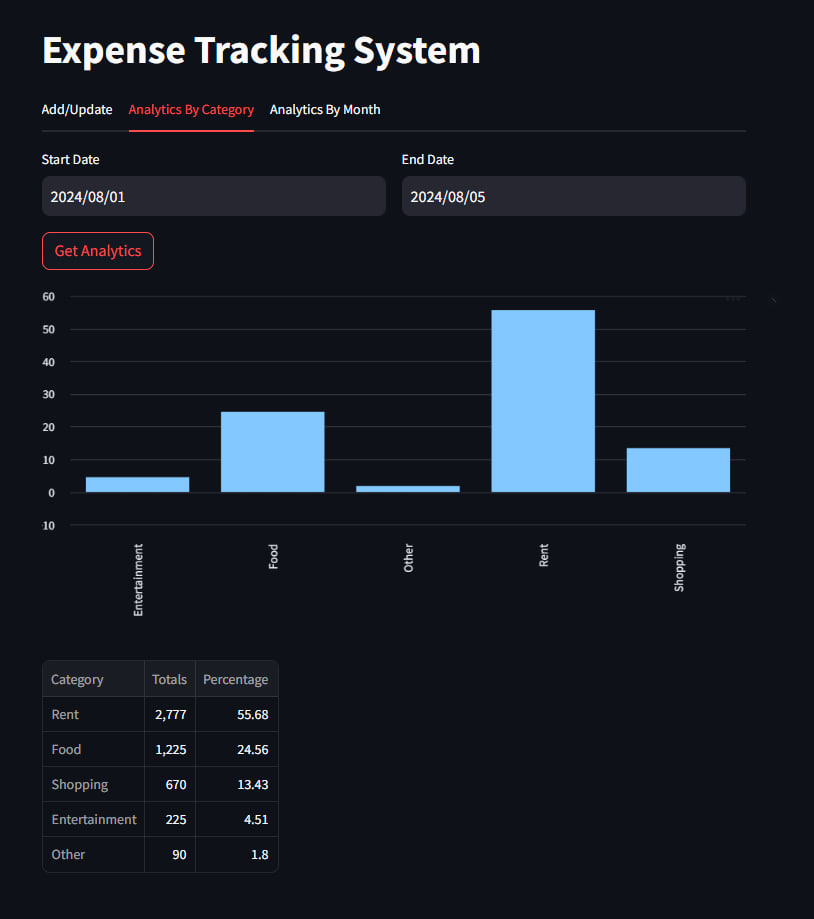 Expense Tracking System
Add/Update Analytics By Category Analytics By Month
Start Date End Date
2024/08/01 2024/08/05
Get Analytics
60
50
40
30
20
10
0
10
Entertainment Food Other Rent Shopping
Category Totals Percentage
Rent 2,777 55.68
Food 1,225 24.56
Shopping 670 13.43
Entertainment 225 4.51
Other 90 1.8